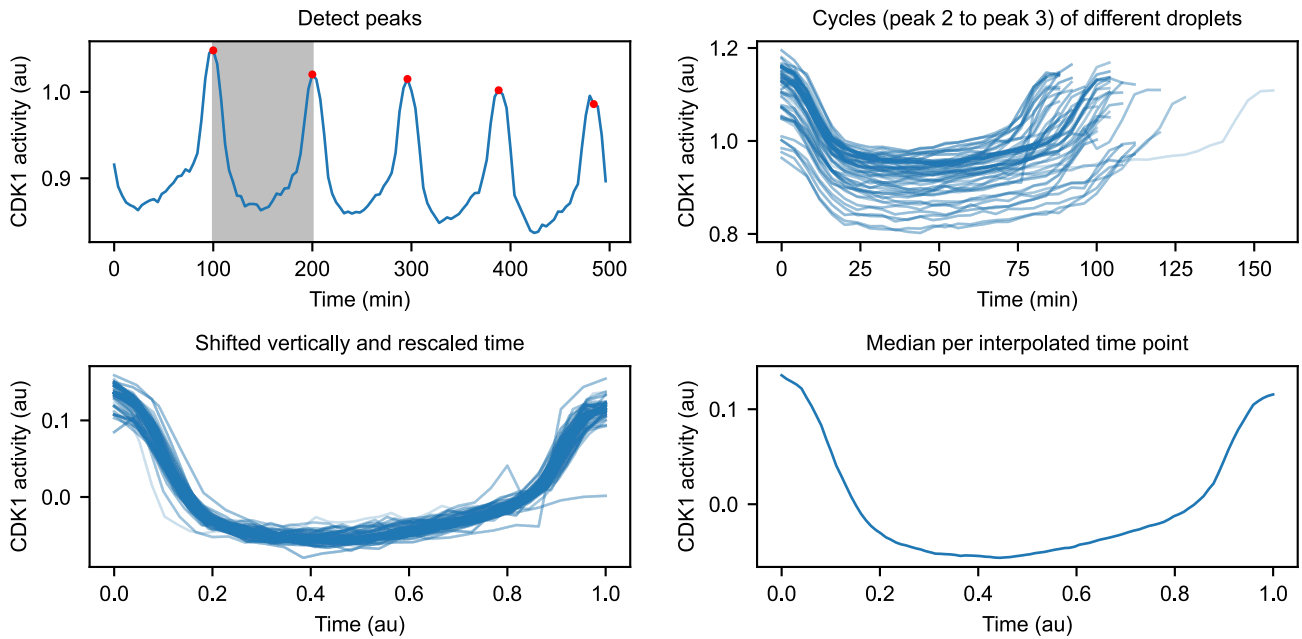 Detect peaks
CDK1 activity (au)
1.0
0.9
0 100 200 300 400 500
Time (min)
Cycles (peak 2 to peak 3) of different droplets
CDK1 activity (au)
1.2
1.0
0.8
0 25 50 75 100 125 150
Time (min)
Shifted vertically and rescaled time
CDK1 activity (au)
0.1
0.0
0.0 0.2 0.4 0.6 0.8 1.0
Time (au)
Median per interpolated time point
CDK1 activity (au)
0.1
0.0
0.0 0.2 0.4 0.6 0.8 1.0
Time (au)